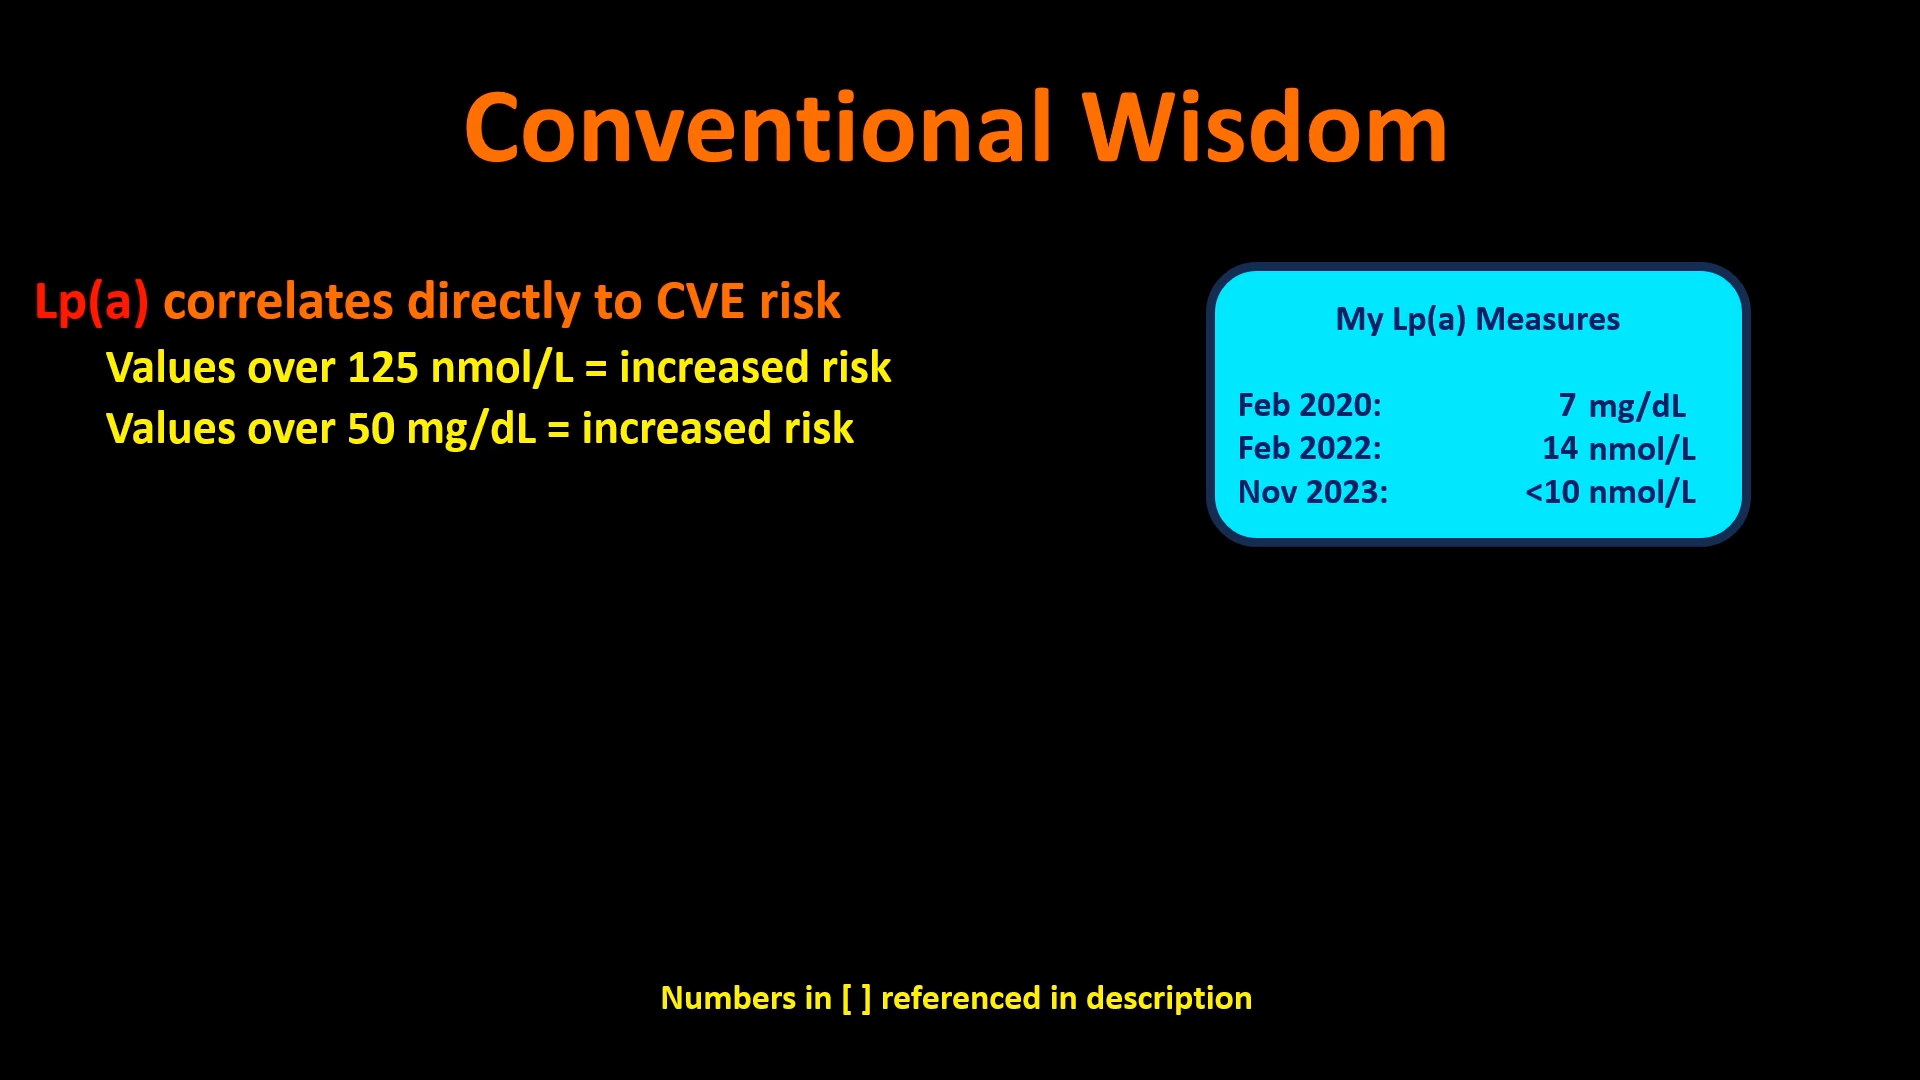 Conventional Wisdom
Lp(a) correlates directly to CVE risk
Values over 125 nmol/L = increased risk
Values over 50 mg/dL = increased risk
My Lp(a) Measures
Feb 2020: 7 mg/dL
Feb 2022: 14 nmol/L
Nov 2023: <10 nmol/L
Numbers in [ ] referenced in description